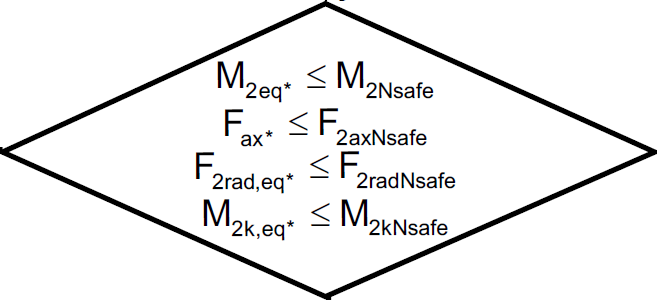 M2eq* ≤ M2Nsafe
Fax* ≤ F2axNsafe
F2rad,eq* ≤ F2radNsafe
M2k,eq* ≤ M2kNsafe